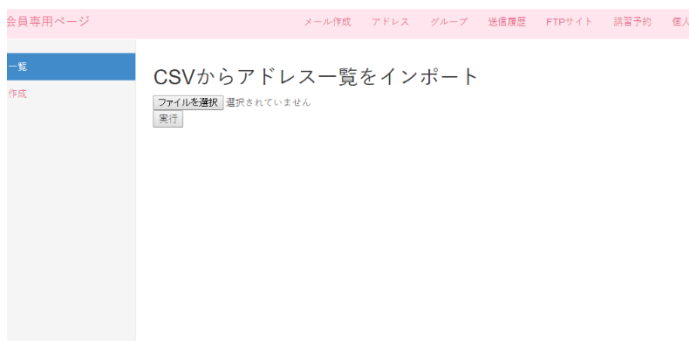 会員専用ページ
メール作成 アドレス グループ 送信履歴 FTPサイト 講習予約 個人
一覧
作成
CSVからアドレス一覧をインポート
ファイルを選択 選択されていません
実行